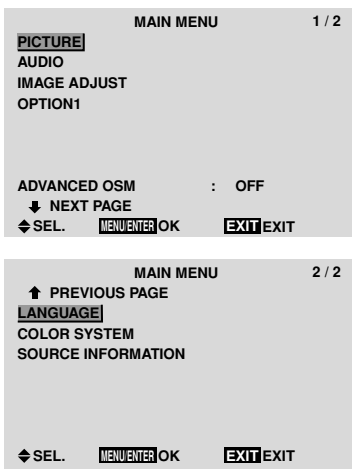 MAIN MENU 1 / 2
PICTURE
AUDIO
IMAGE ADJUST
OPTION1
ADVANCED OSM : OFF
NEXT PAGE
SEL. MENU/ENTER OK EXIT EXIT
MAIN MENU 2 / 2
PREVIOUS PAGE
LANGUAGE
COLOR SYSTEM
SOURCE INFORMATION
SEL. MENU/ENTER OK EXIT EXIT